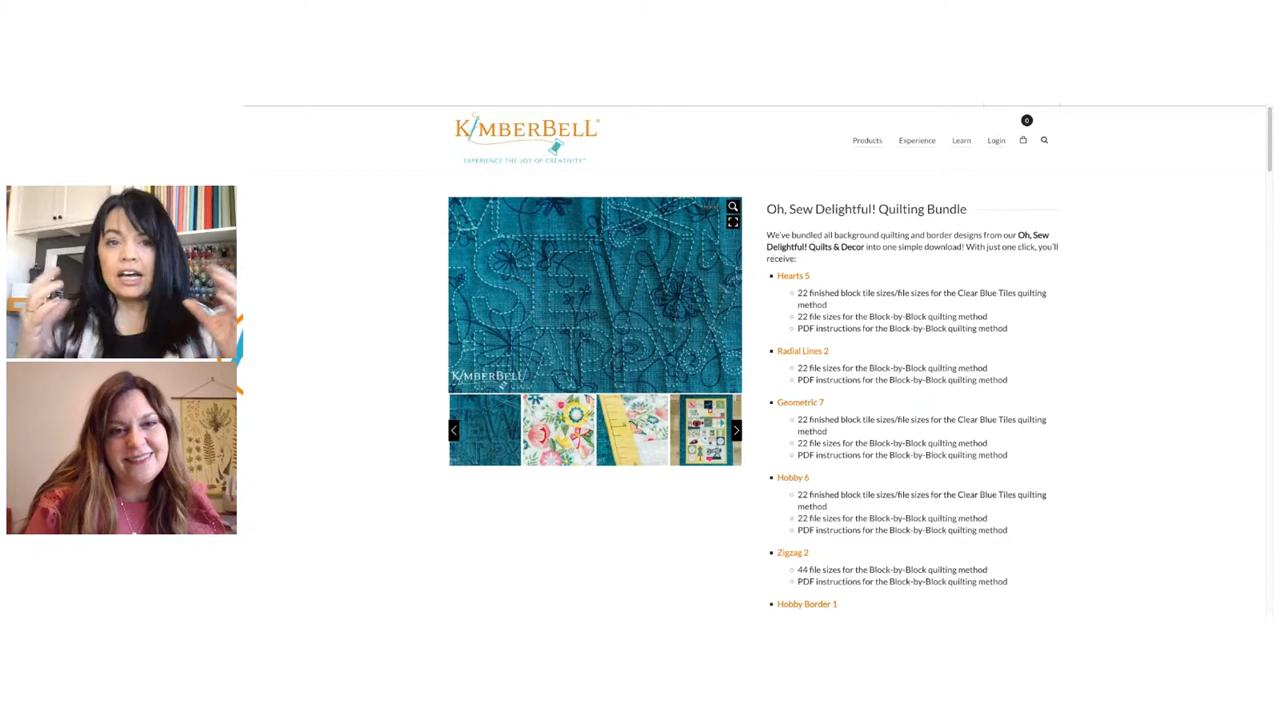 KIMBERBELL®
EXPERIENCE THE JOY OF CREATIVITY™
Products
Experience
Learn
Login
0
SEW
HAPPY
KIMBERBELL
Oh, Sew Delightful! Quilting Bundle
We've bundled all background quilting and border designs from our Oh, Sew
Delightful! Quilts & Decor into one simple download! With just one click, you'll
receive:
Hearts 5
22 finished block tile sizes/file sizes for the Clear Blue Tiles quilting
method
22 file sizes for the Block-by-Block quilting method
PDF instructions for the Block-by-Block quilting method
Radial Lines 2
22 file sizes for the Block-by-Block quilting method
PDF instructions for the Block-by-Block quilting method
Geometric 7
22 finished block tile sizes/file sizes for the Clear Blue Tiles quilting
method
22 file sizes for the Block-by-Block quilting method
PDF instructions for the Block-by-Block quilting method
Hobby 6
22 finished block tile sizes/file sizes for the Clear Blue Tiles quilting
method
22 file sizes for the Block-by-Block quilting method
PDF instructions for the Block-by-Block quilting method
Zigzag 2
44 file sizes for the Block-by-Block quilting method
PDF instructions for the Block-by-Block quilting method
Hobby Border 1